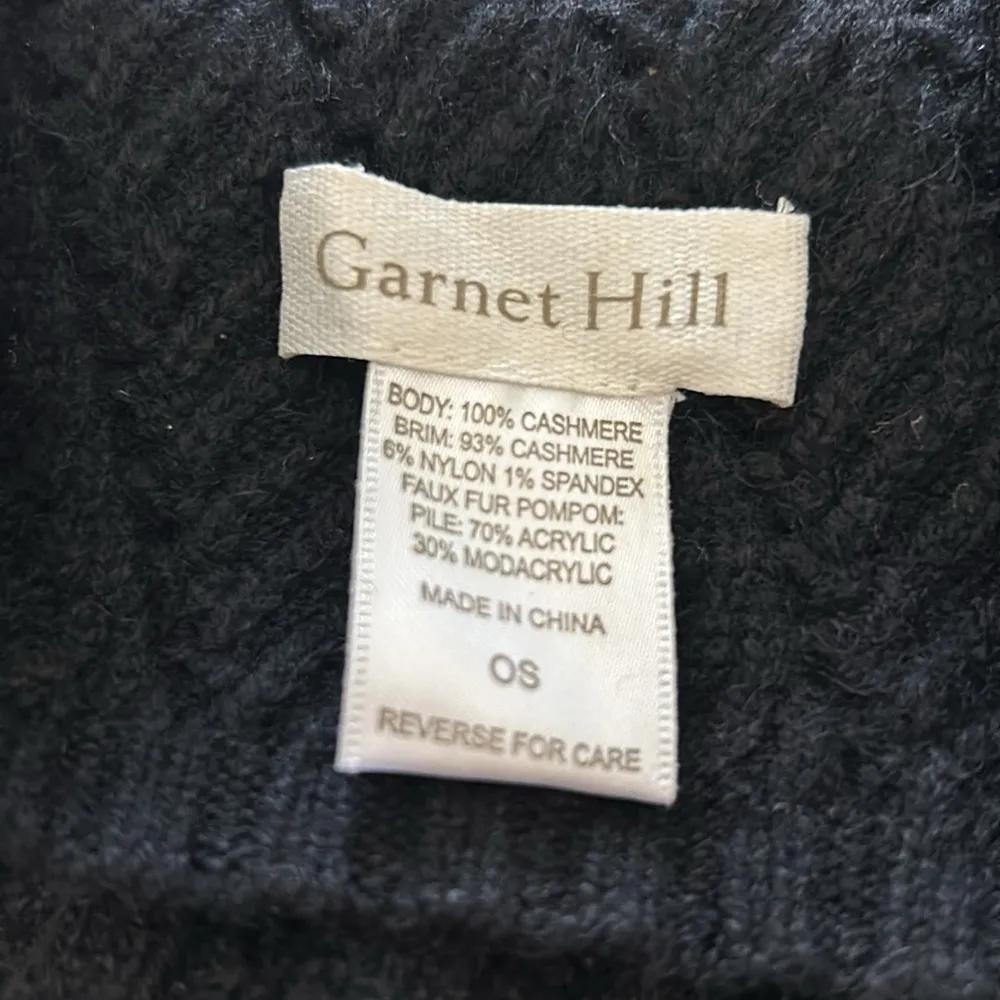 Garnet Hill
BODY: 100% CASHMERE
BRIM: 93% CASHMERE
6% NYLON 1% SPANDEX
FAUX FUR POMPOM:
PILE: 70% ACRYLIC
30% MODACRYLIC
MADE IN CHINA
OS
REVERSE FOR CARE